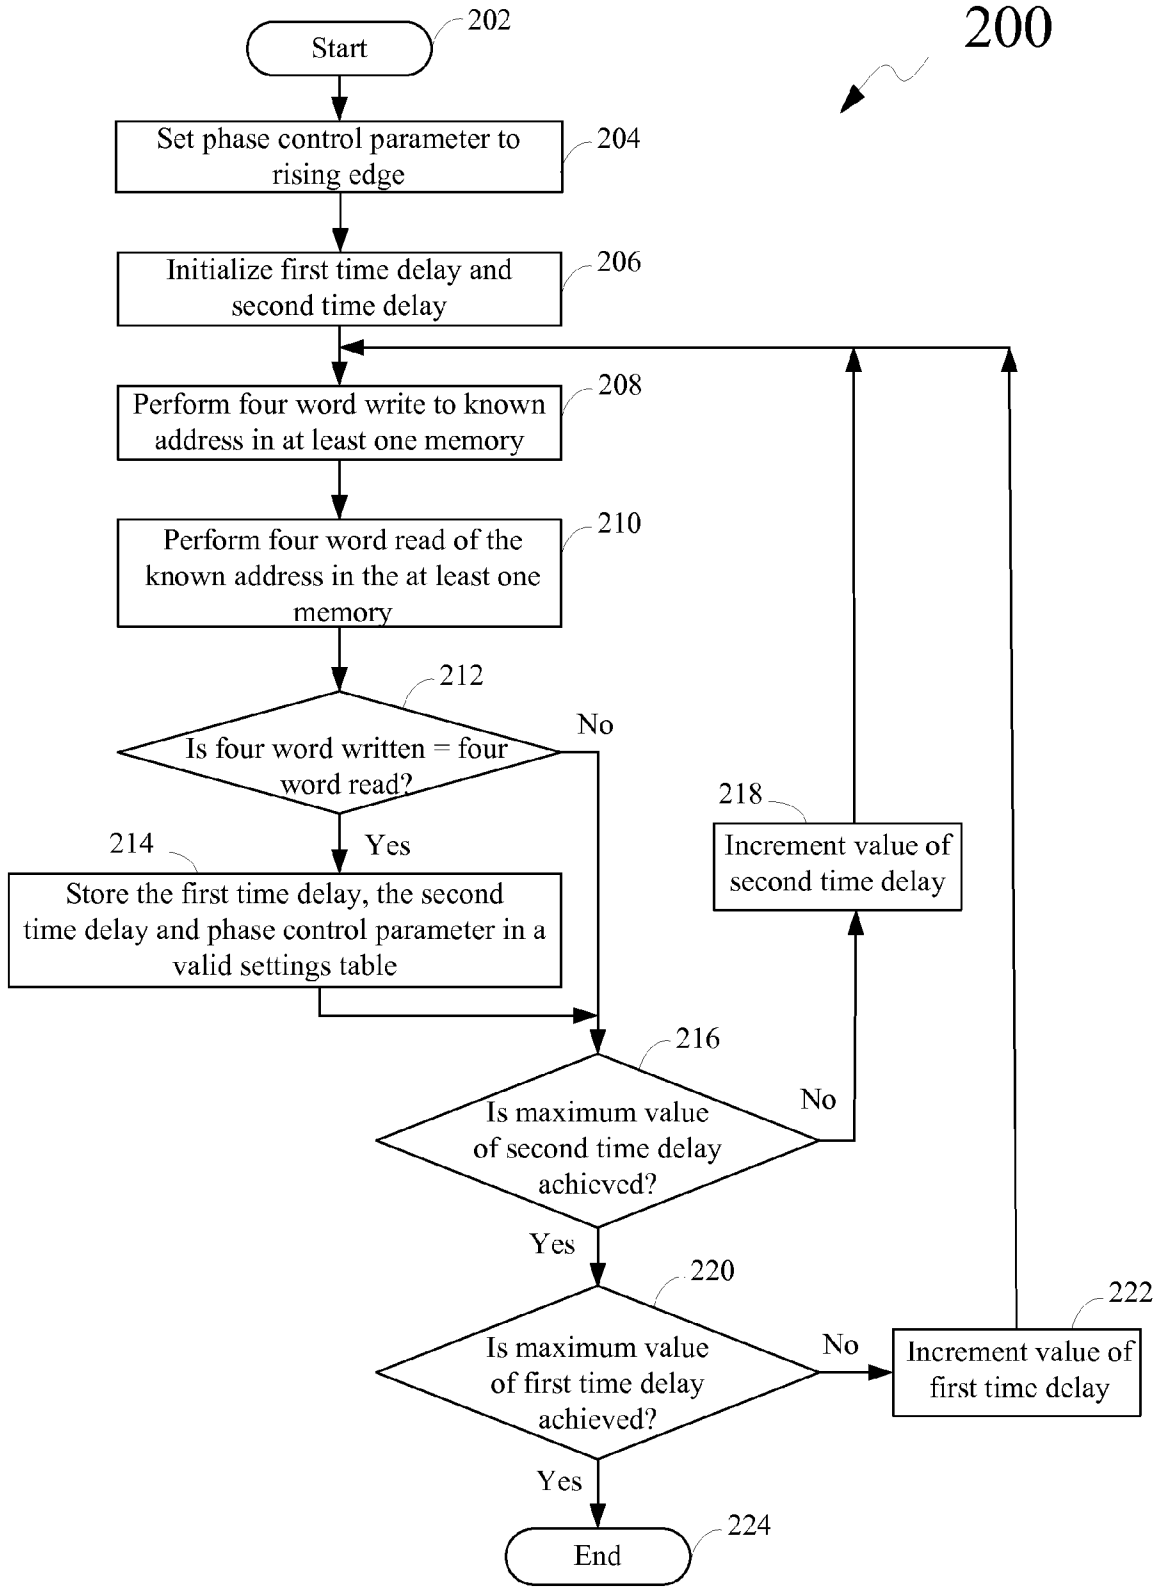 200
202
Start
204
Set phase control parameter to
rising edge
206
Initialize first time delay and
second time delay
208
Perform four word write to known
address in at least one memory
210
Perform four word read of the
known address in the at least one
memory
212
Is four word written = four
word read?
No
Yes
214
Store the first time delay, the second
time delay and phase control parameter in a
valid settings table
216
Is maximum value
of second time delay
achieved?
No
218
Increment value of
second time delay
Yes
220
Is maximum value
of first time delay
achieved?
No
222
Increment value of
first time delay
Yes
224
End